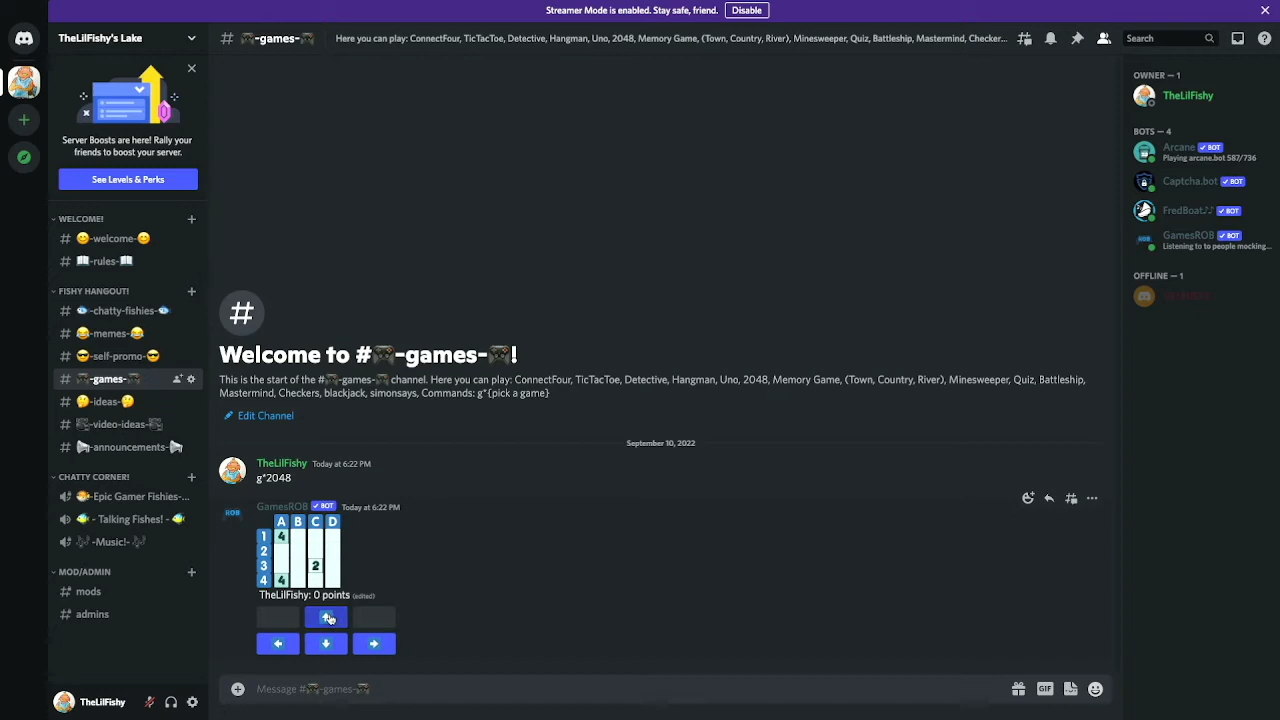 Streamer Mode is enabled. Stay safe, friend. Disable
TheLilFishy's Lake
Server Boosts are here! Rally your
friends to boost your server.
See Levels & Perks
WELCOME!
😊-welcome-😊
📖-rules-📖
FISHY HANGOUT!
🐟-chatty-fishies-🐟
😂-memes-😂
😎-self-promo-😎
🎮-games-🎮
🤔-ideas-🤔
-video-ideas-
📢-announcements-📢
CHATTY CORNER!
🐡-Epic Gamer Fishies-...
🐠 - Talking Fishes! - 🐠
🎶 -Music!- 🎶
MOD/ADMIN
mods
admins
TheLilFishy
# 🎮-games-🎮
Here you can play: ConnectFour, TicTacToe, Detective, Hangman, Uno, 2048, Memory Game, (Town, Country, River), Minesweeper, Quiz, Battleship, Mastermind, Checker...
Search
#
Welcome to #🎮-games-🎮!
This is the start of the #🎮-games-🎮 channel. Here you can play: ConnectFour, TicTacToe, Detective, Hangman, Uno, 2048, Memory Game, (Town, Country, River), Minesweeper, Quiz, Battleship,
Mastermind, Checkers, blackjack, simonsays, Commands: g*{pick a game}
Edit Channel
September 10, 2022
TheLilFishy Today at 6:22 PM
g*2048
GamesROB BOT Today at 6:22 PM
A B C D
1 4
2
3 2
4 4
TheLilFishy: 0 points (edited)
Message #🎮-games-🎮
GIF
OWNER — 1
TheLilFishy
BOTS — 4
Arcane BOT
Playing arcane.bot 587/736
Captcha.bot BOT
FredBoat♪♪ BOT
GamesROB BOT
Listening to to people mocking...
OFFLINE — 1